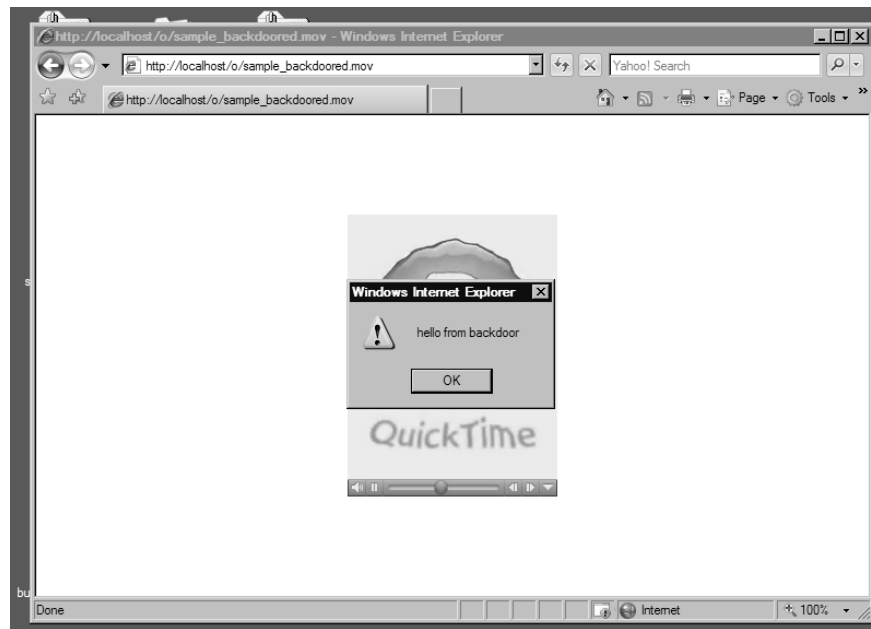 http://localhost/o/sample_backdoored.mov - Windows Internet Explorer
http://localhost/o/sample_backdoored.mov
Yahoo! Search
http://localhost/o/sample_backdoored.mov
Page
Tools
Windows Internet Explorer
hello from backdoor
OK
QuickTime
Done
Internet
100%